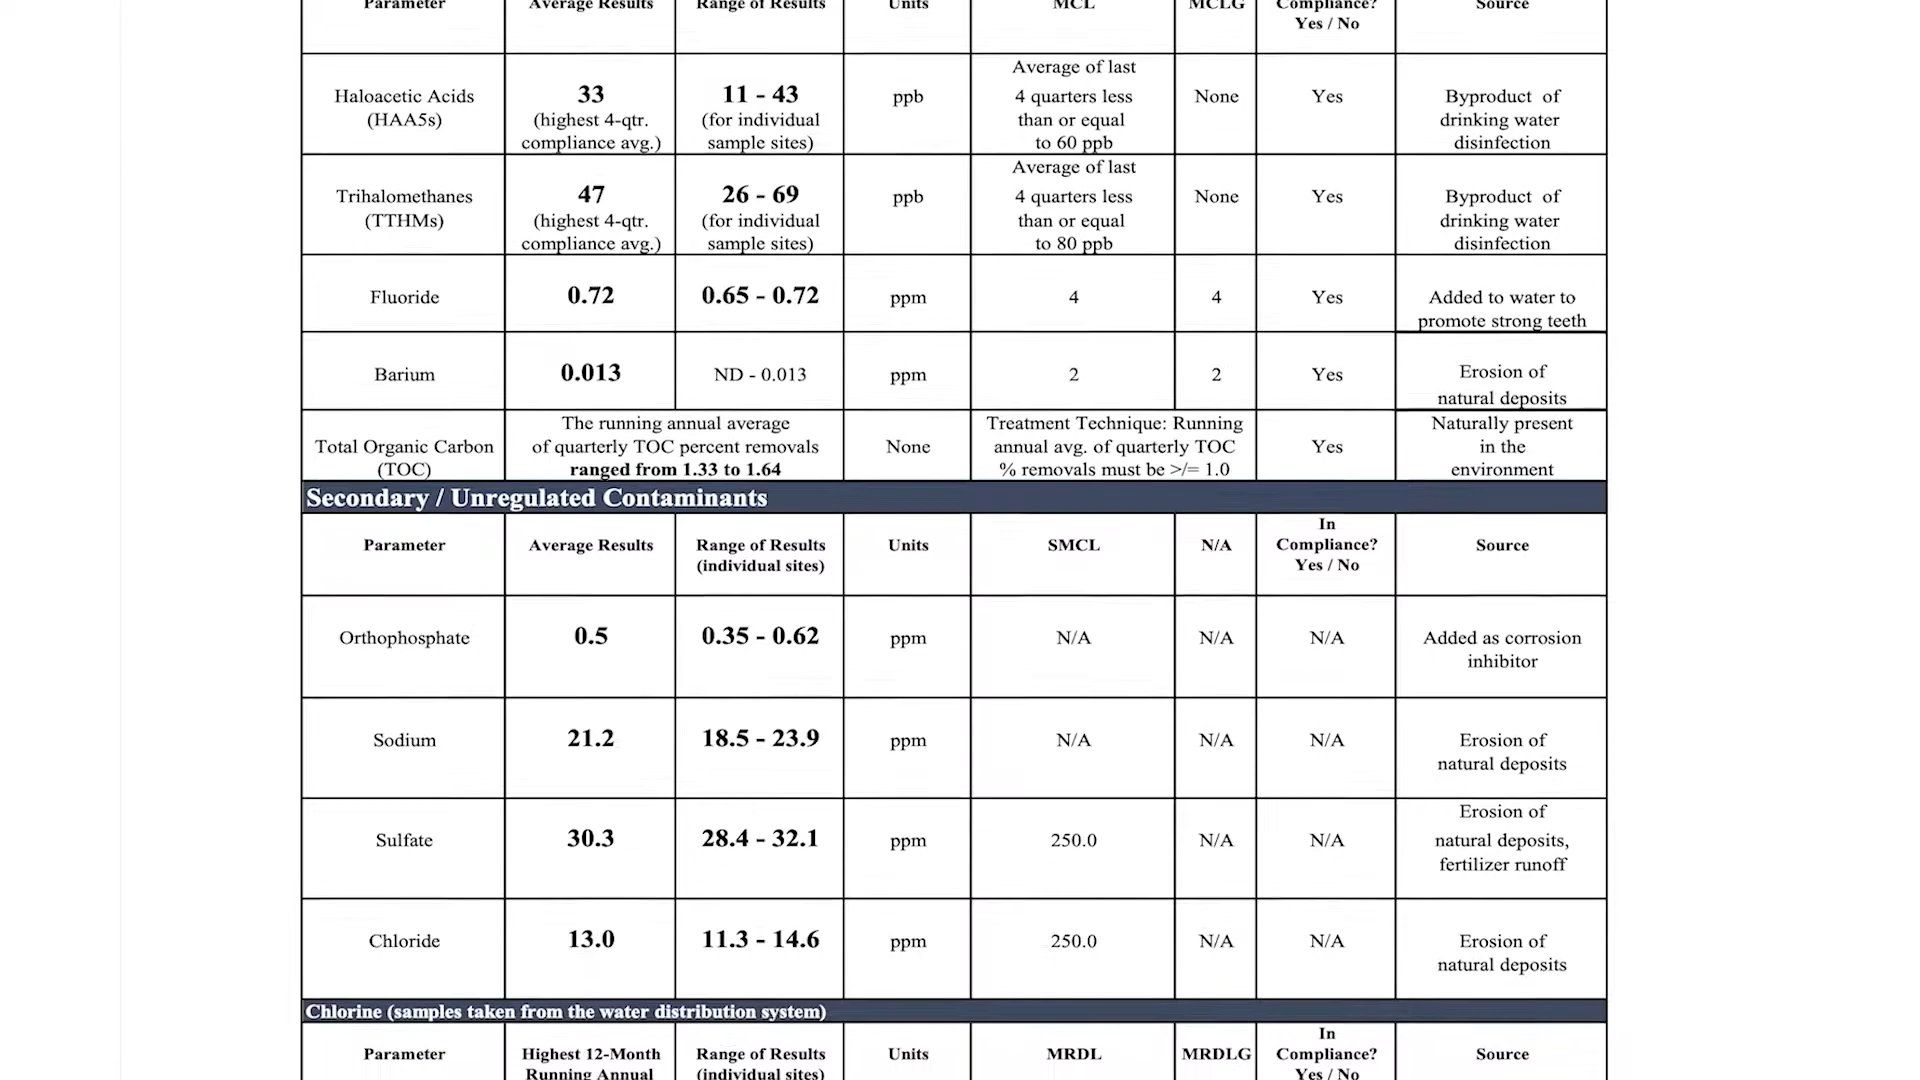 Parameter Average Results Range of Results Units MCL MCLG Compliance? Source
Yes / No
Average of last
Haloacetic Acids 33 11 - 43 ppb 4 quarters less None Yes Byproduct of
(HAA5s) (highest 4-qtr. (for individual than or equal drinking water
compliance avg.) sample sites) to 60 ppb disinfection
Average of last
Trihalomethanes 47 26 - 69 ppb 4 quarters less None Yes Byproduct of
(TTHMs) (highest 4-qtr. (for individual than or equal drinking water
compliance avg.) sample sites) to 80 ppb disinfection
Fluoride 0.72 0.65 - 0.72 ppm 4 4 Yes Added to water to
promote strong teeth
Barium 0.013 ND - 0.013 ppm 2 2 Yes Erosion of
natural deposits
The running annual average Treatment Technique: Running Naturally present
Total Organic Carbon of quarterly TOC percent removals None annual avg. of quarterly TOC Yes in the
(TOC) ranged from 1.33 to 1.64 % removals must be >/= 1.0 environment
Secondary / Unregulated Contaminants
In
Parameter Average Results Range of Results Units SMCL N/A Compliance? Source
(individual sites) Yes / No
Orthophosphate 0.5 0.35 - 0.62 ppm N/A N/A N/A Added as corrosion
inhibitor
Sodium 21.2 18.5 - 23.9 ppm N/A N/A N/A Erosion of
natural deposits
Erosion of
Sulfate 30.3 28.4 - 32.1 ppm 250.0 N/A N/A natural deposits,
fertilizer runoff
Chloride 13.0 11.3 - 14.6 ppm 250.0 N/A N/A Erosion of
natural deposits
Chlorine (samples taken from the water distribution system)
In
Parameter Highest 12-Month Range of Results Units MRDL MRDLG Compliance? Source
Running Annual (individual sites) Yes / No